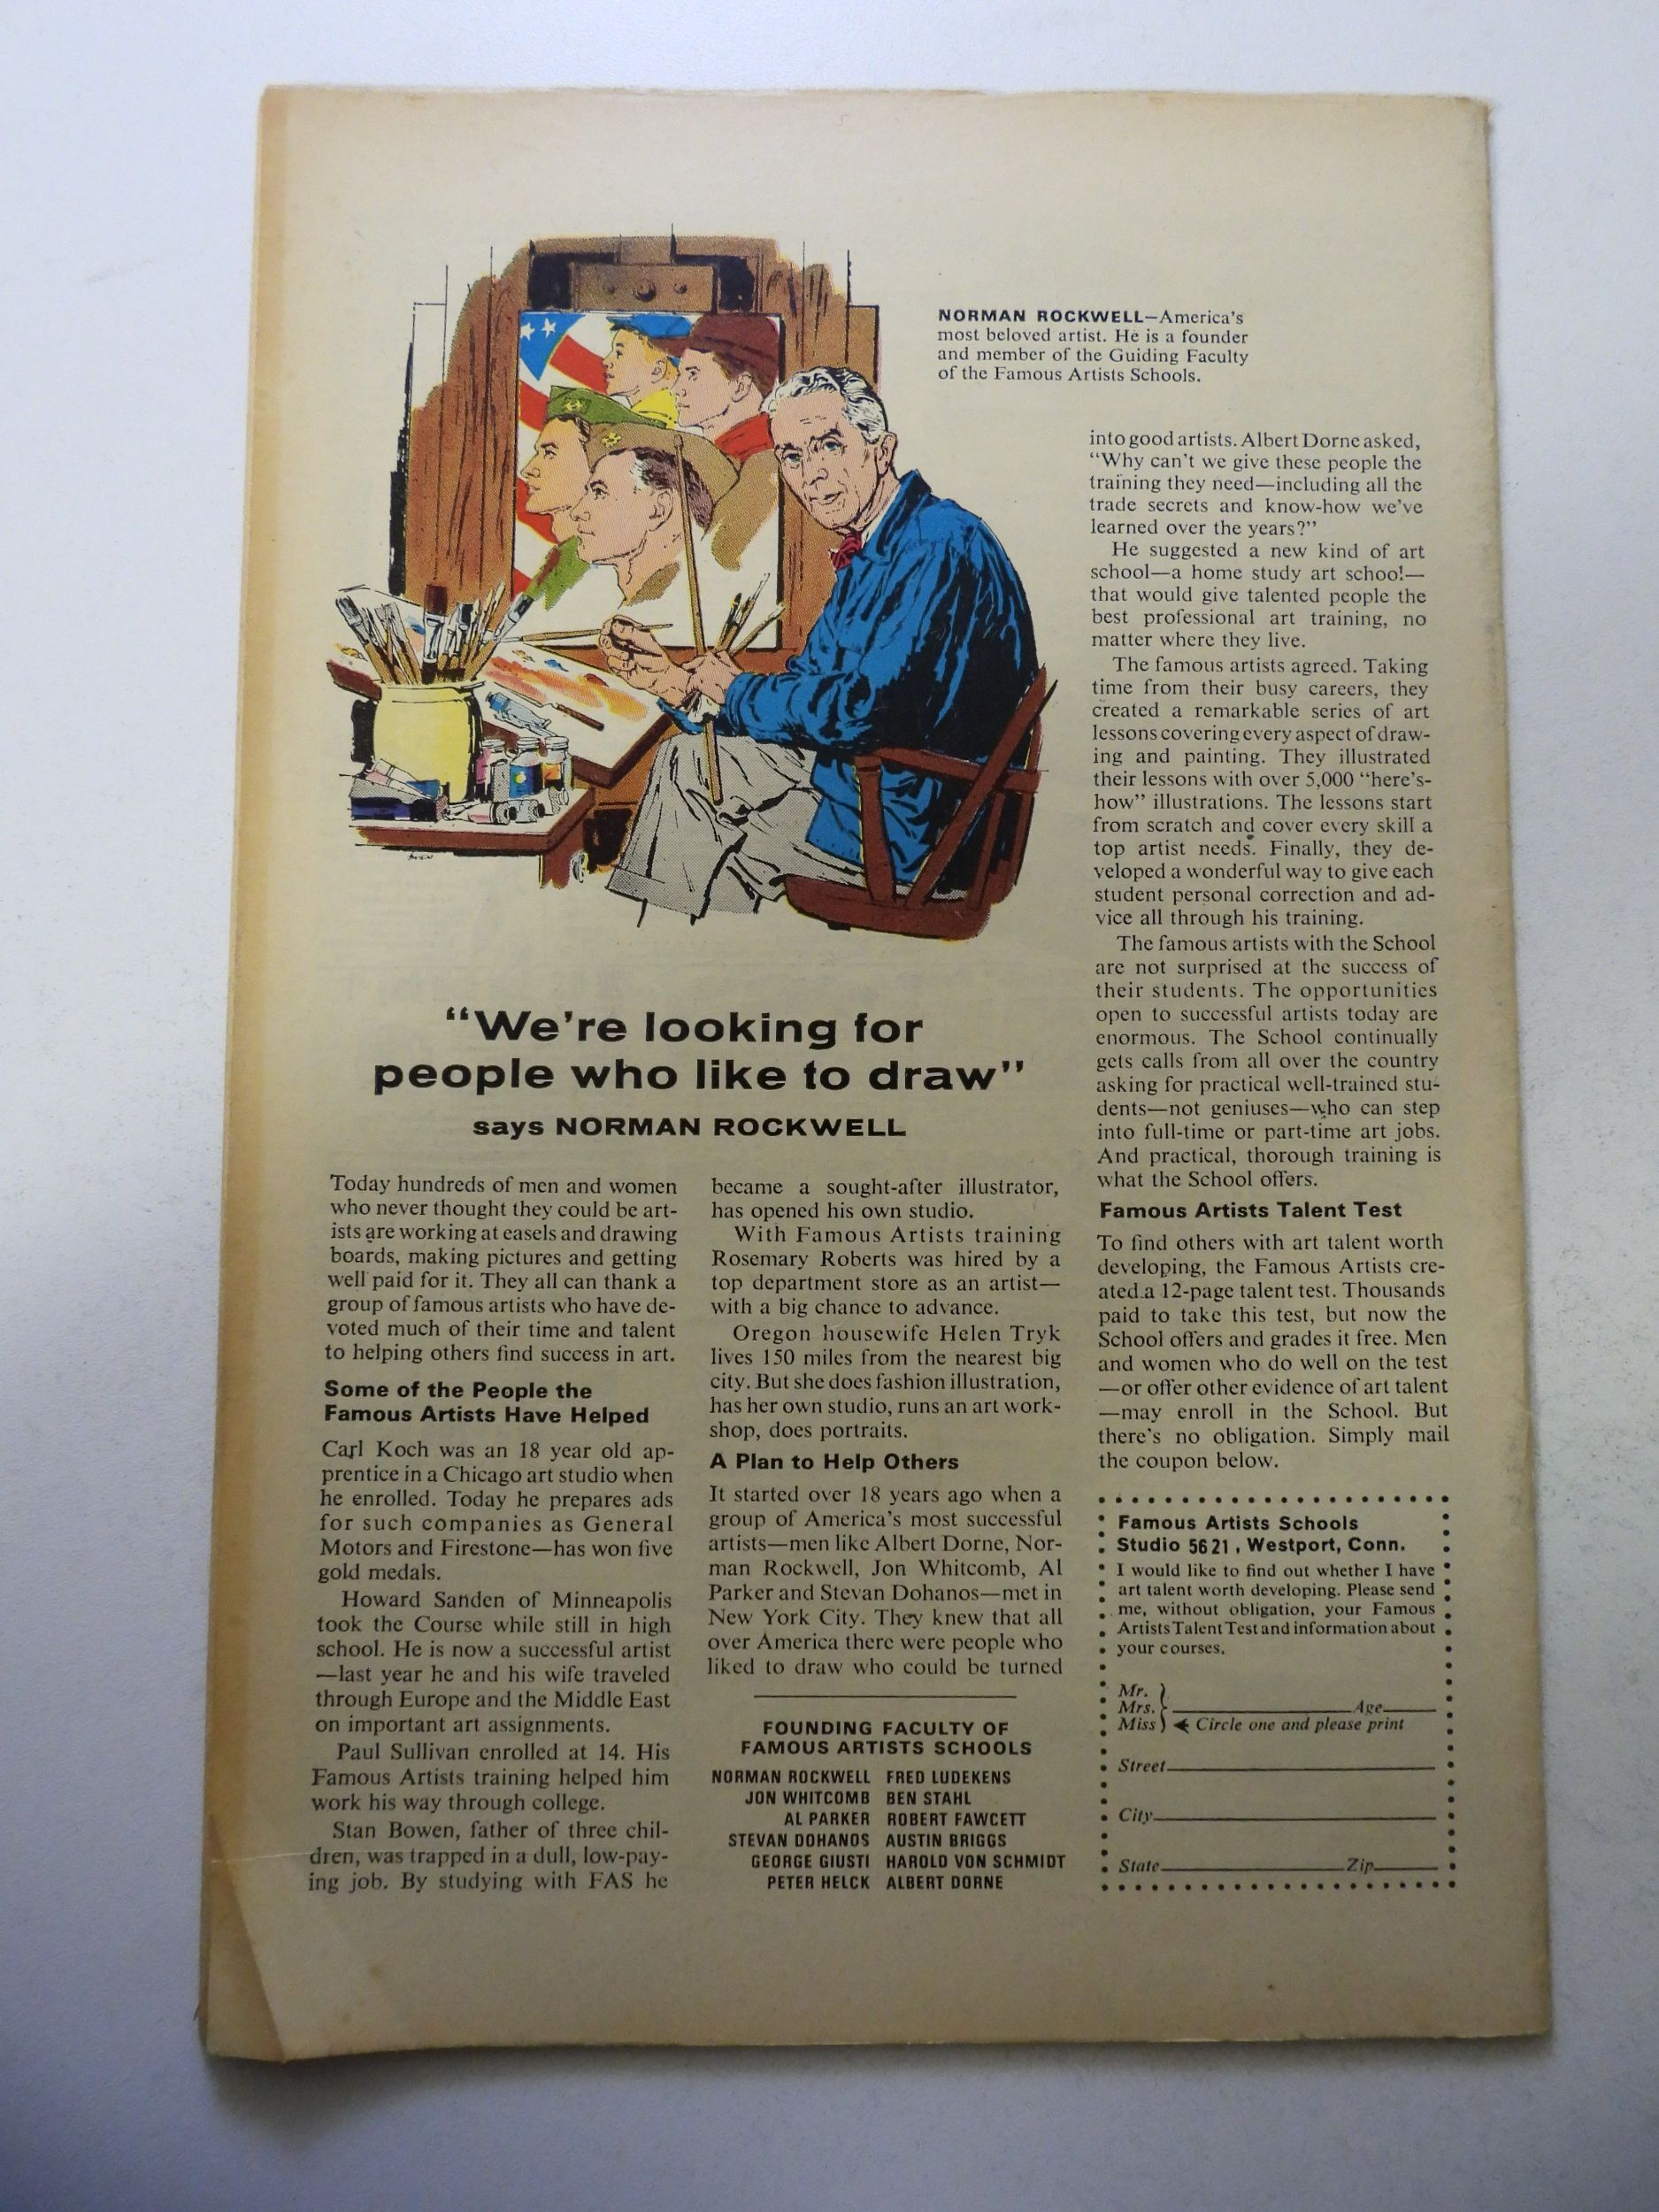 NORMAN ROCKWELL—America's
most beloved artist. He is a founder
and member of the Guiding Faculty
of the Famous Artists Schools.
"We're looking for
people who like to draw"
says NORMAN ROCKWELL
Today hundreds of men and women
who never thought they could be art-
ists are working at easels and drawing
boards, making pictures and getting
well paid for it. They all can thank a
group of famous artists who have de-
voted much of their time and talent
to helping others find success in art.
Some of the People the
Famous Artists Have Helped
Carl Koch was an 18 year old ap-
prentice in a Chicago art studio when
he enrolled. Today he prepares ads
for such companies as General
Motors and Firestone—has won five
gold medals.
Howard Sanden of Minneapolis
took the Course while still in high
school. He is now a successful artist
—last year he and his wife traveled
through Europe and the Middle East
on important art assignments.
Paul Sullivan enrolled at 14. His
Famous Artists training helped him
work his way through college.
Stan Bowen, father of three chil-
dren, was trapped in a dull, low-pay-
ing job. By studying with FAS he
became a sought-after illustrator,
has opened his own studio.
With Famous Artists training
Rosemary Roberts was hired by a
top department store as an artist—
with a big chance to advance.
Oregon housewife Helen Tryk
lives 150 miles from the nearest big
city. But she does fashion illustration,
has her own studio, runs an art work-
shop, does portraits.
A Plan to Help Others
It started over 18 years ago when a
group of America's most successful
artists—men like Albert Dorne, Nor-
man Rockwell, Jon Whitcomb, Al
Parker and Stevan Dohanos—met in
New York City. They knew that all
over America there were people who
liked to draw who could be turned
FOUNDING FACULTY OF
FAMOUS ARTISTS SCHOOLS
NORMAN ROCKWELL FRED LUDEKENS
JON WHITCOMB BEN STAHL
AL PARKER ROBERT FAWCETT
STEVAN DOHANOS AUSTIN BRIGGS
GEORGE GIUSTI HAROLD VON SCHMIDT
PETER HELCK ALBERT DORNE
into good artists. Albert Dorne asked,
"Why can't we give these people the
training they need—including all the
trade secrets and know-how we've
learned over the years?"
He suggested a new kind of art
school—a home study art school—
that would give talented people the
best professional art training, no
matter where they live.
The famous artists agreed. Taking
time from their busy careers, they
created a remarkable series of art
lessons covering every aspect of draw-
ing and painting. They illustrated
their lessons with over 5,000 "here's-
how" illustrations. The lessons start
from scratch and cover every skill a
top artist needs. Finally, they de-
veloped a wonderful way to give each
student personal correction and ad-
vice all through his training.
The famous artists with the School
are not surprised at the success of
their students. The opportunities
open to successful artists today are
enormous. The School continually
gets calls from all over the country
asking for practical well-trained stu-
dents—not geniuses—who can step
into full-time or part-time art jobs.
And practical, thorough training is
what the School offers.
Famous Artists Talent Test
To find others with art talent worth
developing, the Famous Artists cre-
ated a 12-page talent test. Thousands
paid to take this test, but now the
School offers and grades it free. Men
and women who do well on the test
—or offer other evidence of art talent
—may enroll in the School. But
there's no obligation. Simply mail
the coupon below.
Famous Artists Schools
Studio 5621, Westport, Conn.
I would like to find out whether I have
art talent worth developing. Please send
me, without obligation, your Famous
Artists Talent Test and information about
your courses.
Mr.
Mrs. Age
Miss Circle one and please print
Street
City
State Zip